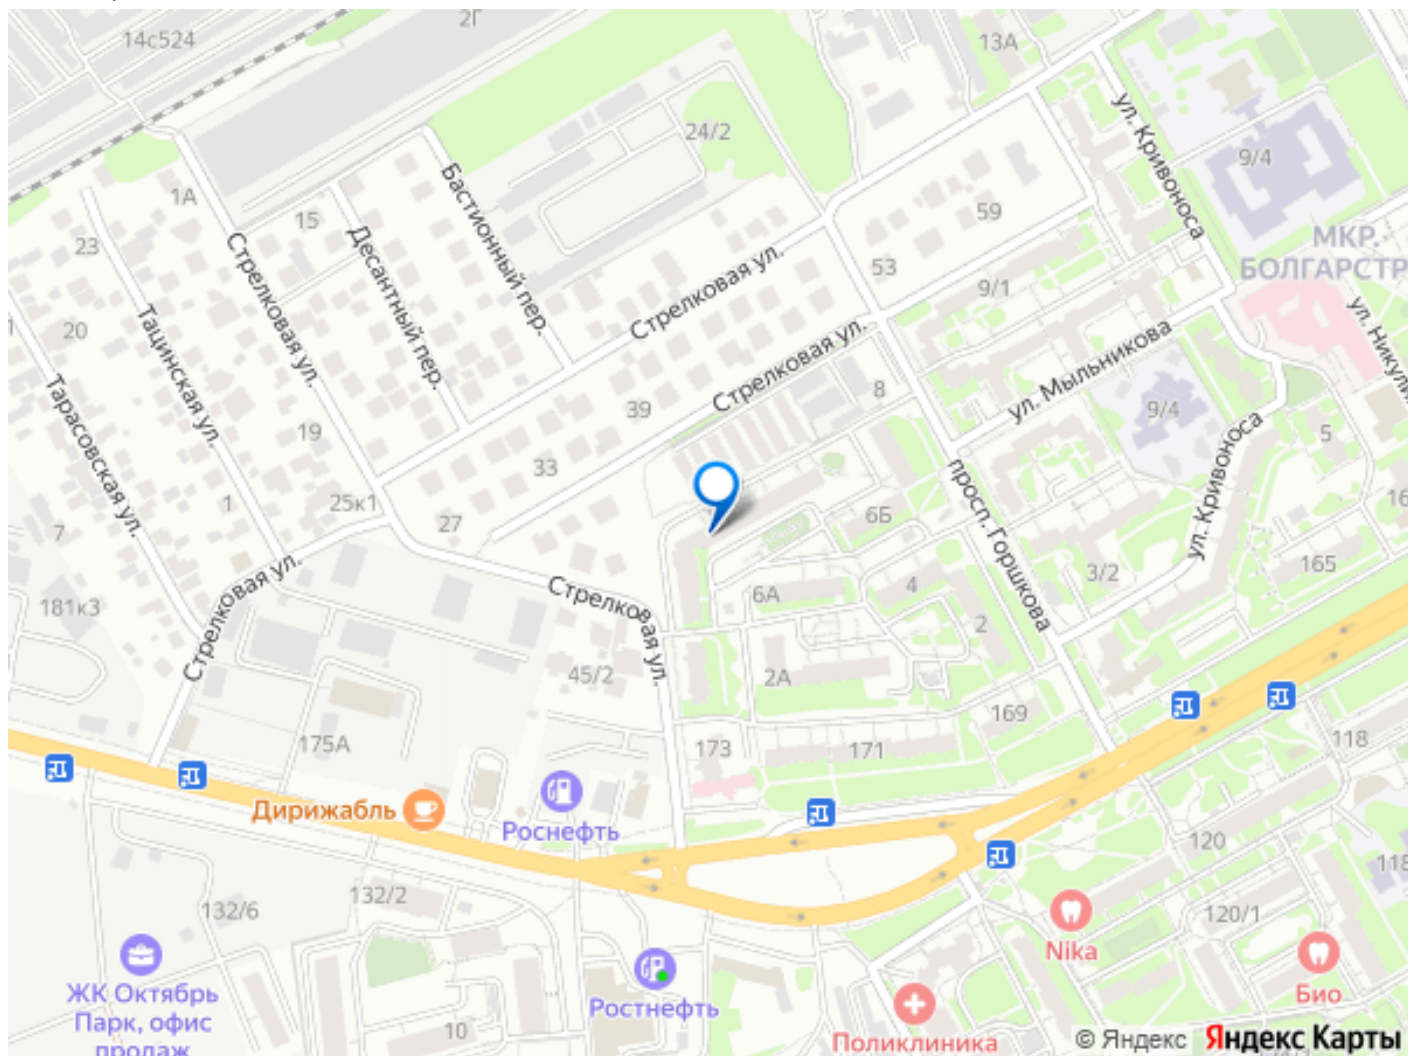 14с524
2Г
13А
24/2
ул. Кривоноса
9/4
1А
15
Бастионный пер.
59
МКР.
БОЛГАРСТР
23
Стрелковая ул.
Десантный пер.
53
9/1
Стрелковая ул.
20
Тацинская ул.
ул. Мыльникова
Тарасовская ул.
Стрелковая ул.
39
8
9/4
19
5
33
ул. Кривоноса
1
25к1
27
просп. Горшкова
6Б
7
16
165
Стрелковая ул.
181к3
Стрелковая ул.
6А
4
3/2
2
45/2
2А
169
175А
173
171
118
Дирижабль
Роснефть
120
118
132/2
132/6
120/1
Nika
ЖК Октябрь
Парк, офис
продаж
Ростнефть
Био
10
Поликлиника
© Яндекс Яндекс Карты